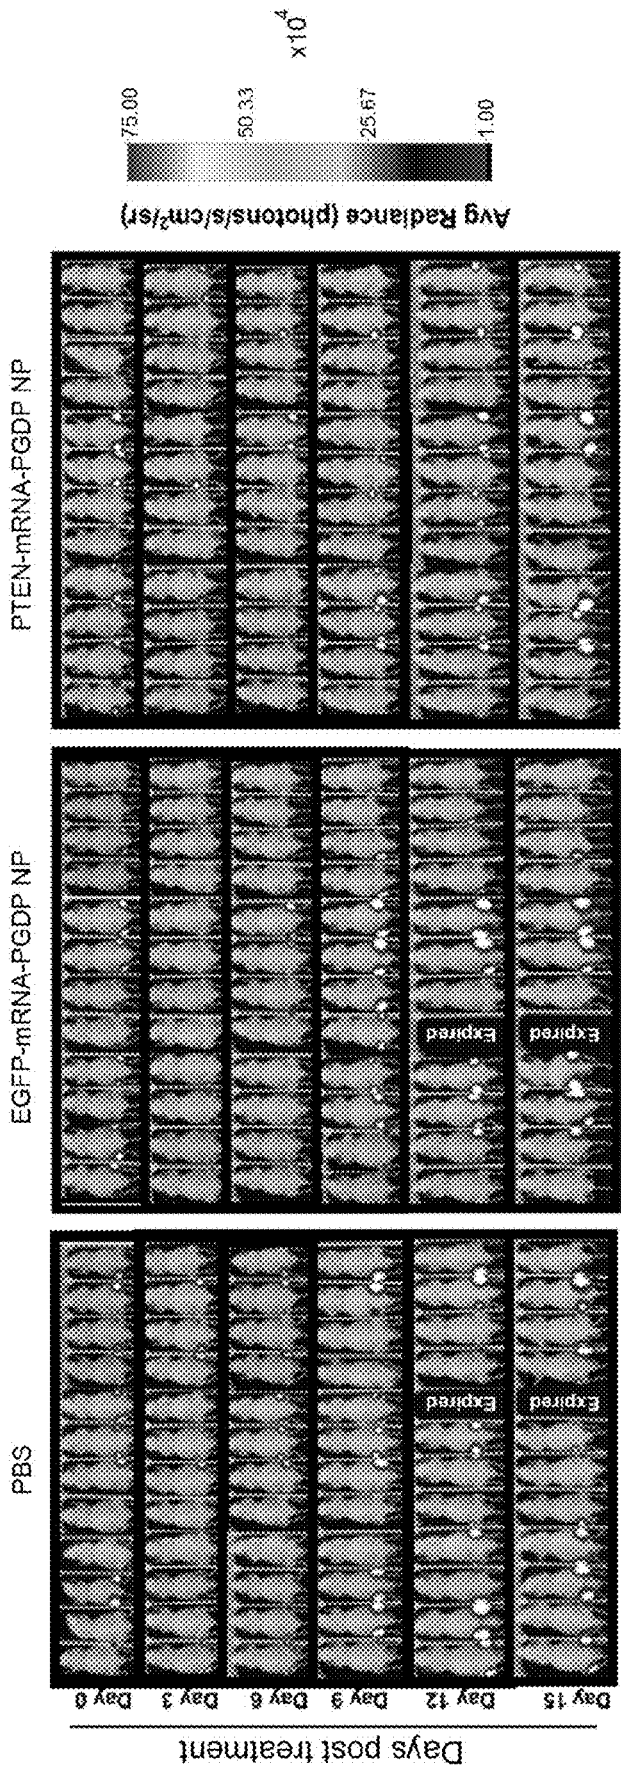 PBS
EGFP-mRNA-PGDP NP
PTEN-mRNA-PGDP NP
Days post treatment
Day 0
Day 3
Day 6
Day 9
Day 12
Expired
Expired
Day 15
Expired
Expired
Avg Radiance (photons/s/cm²/sr)
75.00
50.33
25.67
1.00
x10⁴